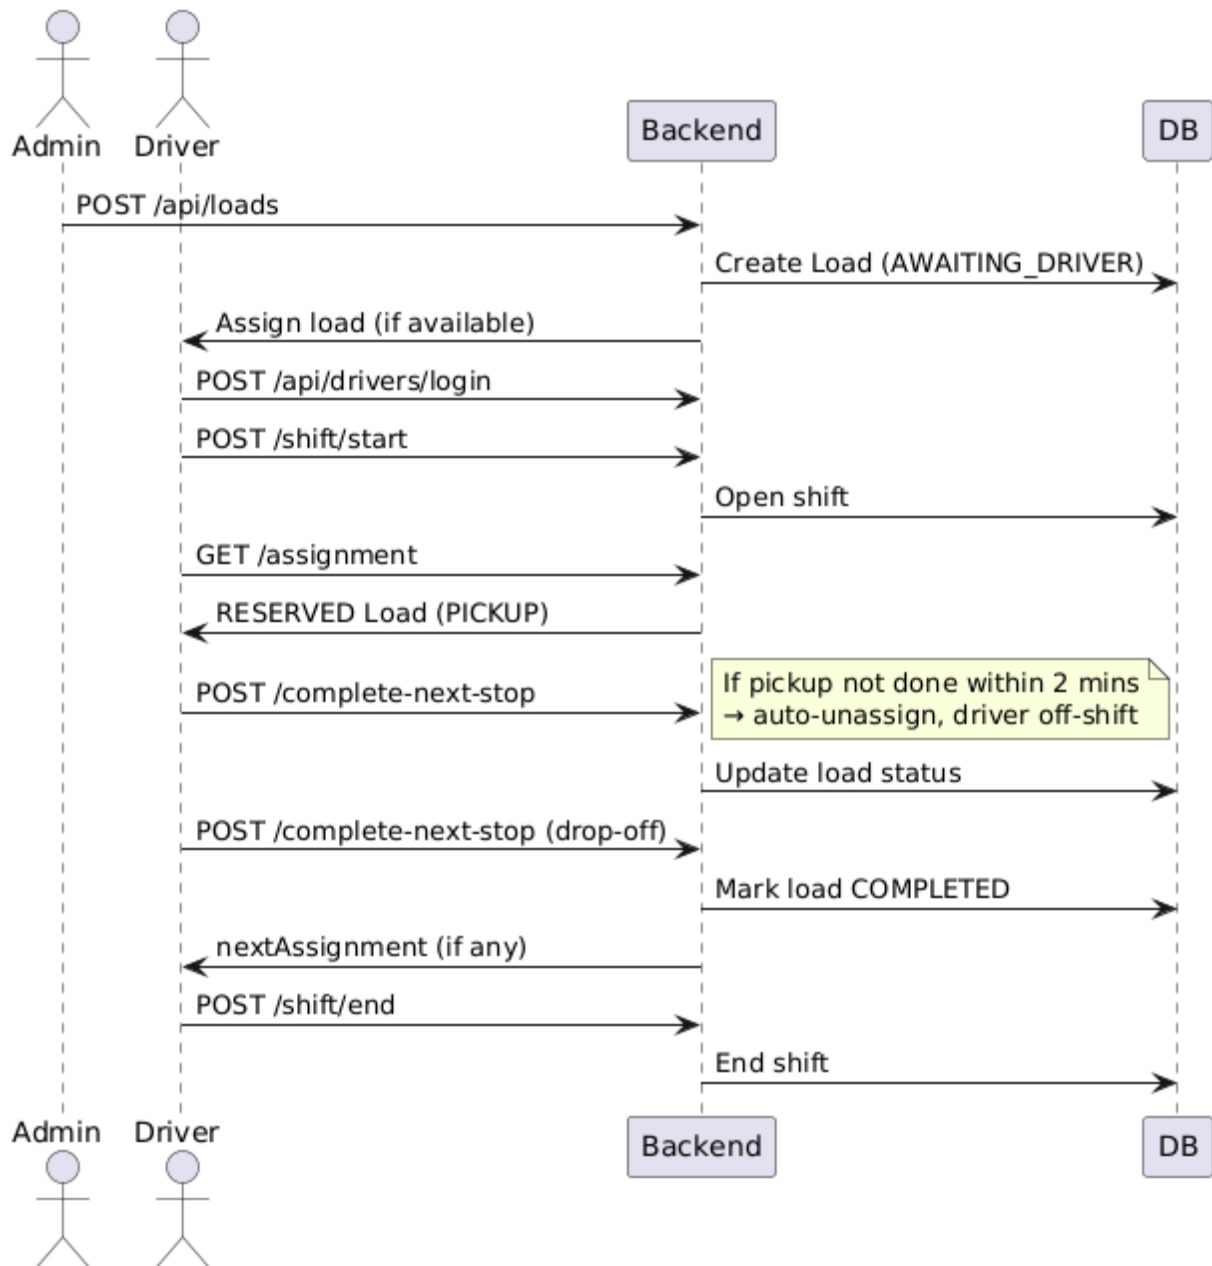 Admin
Driver
Backend
DB
POST /api/loads
Create Load (AWAITING_DRIVER)
Assign load (if available)
POST /api/drivers/login
POST /shift/start
Open shift
GET /assignment
RESERVED Load (PICKUP)
POST /complete-next-stop
If pickup not done within 2 mins
→ auto-unassign, driver off-shift
Update load status
POST /complete-next-stop (drop-off)
Mark load COMPLETED
nextAssignment (if any)
POST /shift/end
End shift
Admin
Driver
Backend
DB